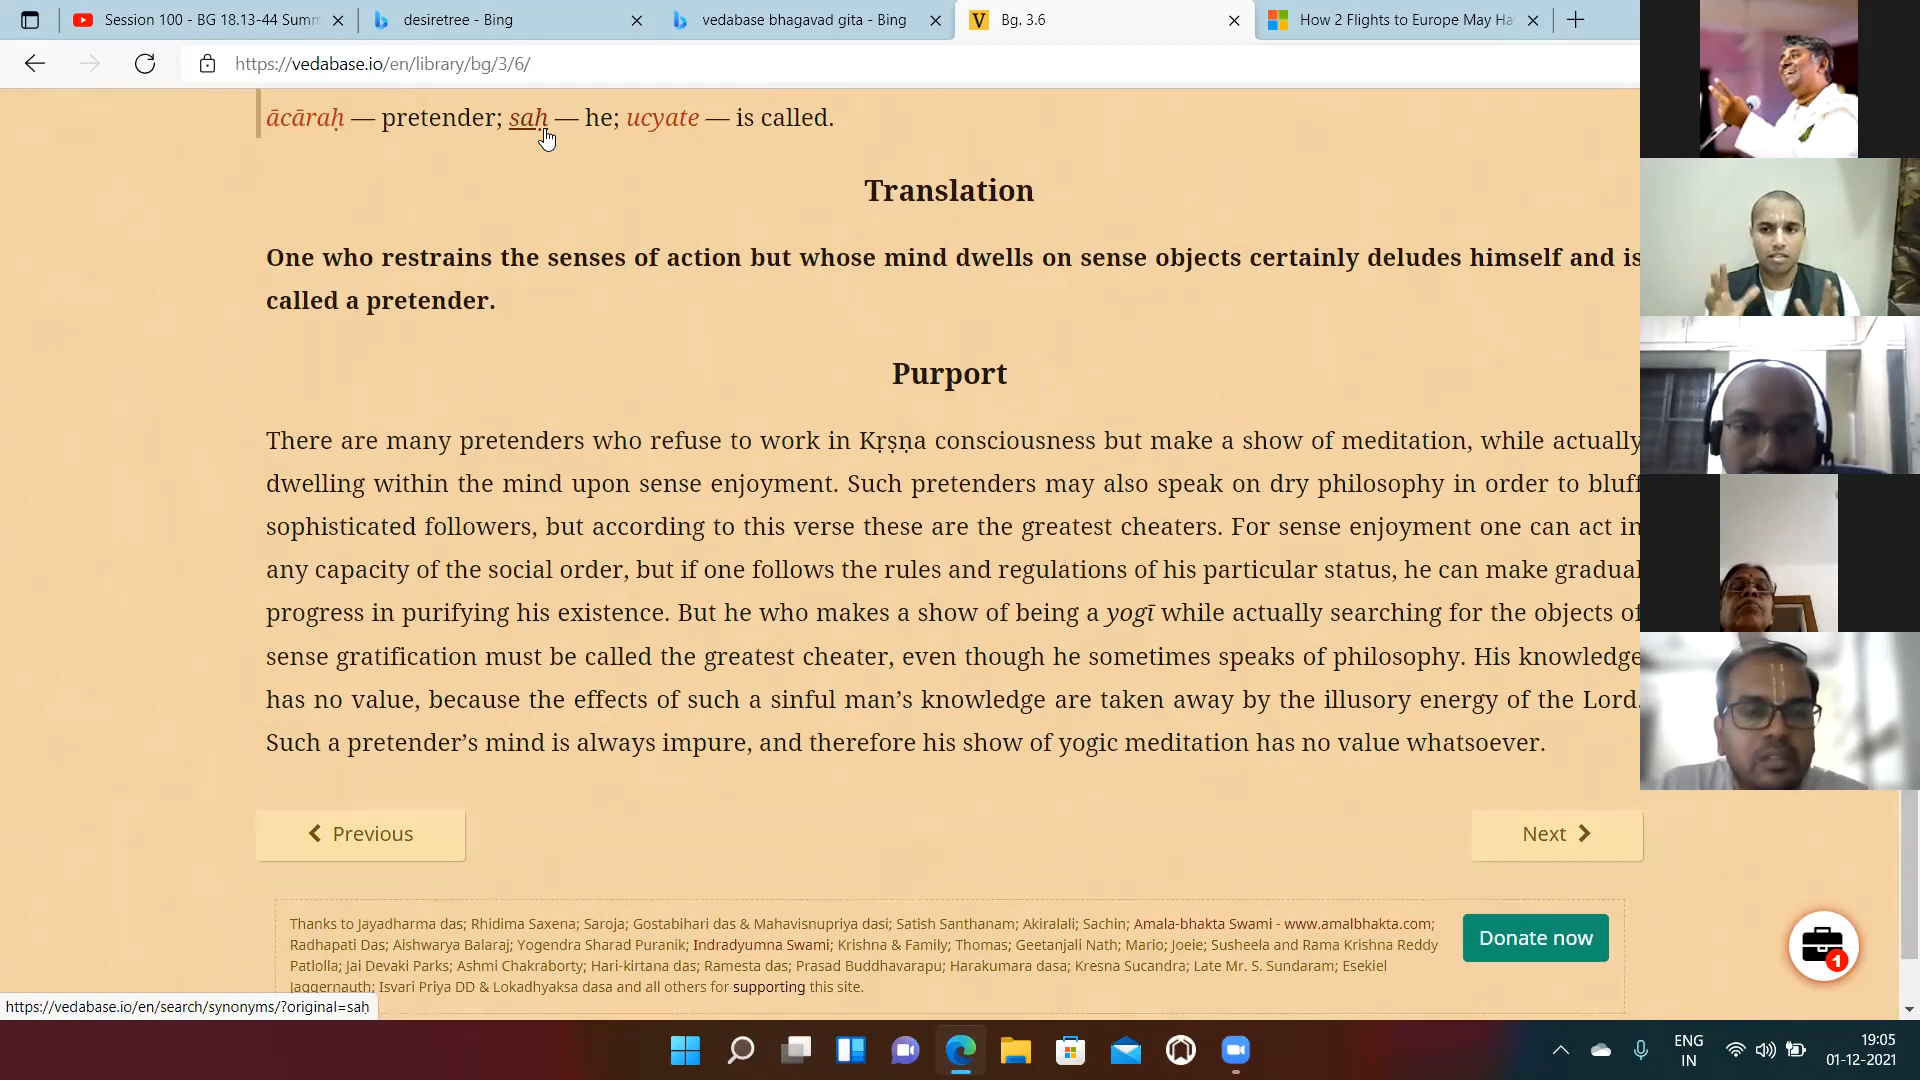 Session 100 - BG 18.13-44 Summ
desiretree - Bing
vedabase bhagavad gita - Bing
Bg. 3.6
How 2 Flights to Europe May Ha
https://vedabase.io/en/library/bg/3/6/
ācāraḥ — pretender; saḥ — he; ucyate — is called.
Translation
One who restrains the senses of action but whose mind dwells on sense objects certainly deludes himself and is
called a pretender.
Purport
There are many pretenders who refuse to work in Kṛṣṇa consciousness but make a show of meditation, while actually
dwelling within the mind upon sense enjoyment. Such pretenders may also speak on dry philosophy in order to bluff
sophisticated followers, but according to this verse these are the greatest cheaters. For sense enjoyment one can act in
any capacity of the social order, but if one follows the rules and regulations of his particular status, he can make gradual
progress in purifying his existence. But he who makes a show of being a yogī while actually searching for the objects of
sense gratification must be called the greatest cheater, even though he sometimes speaks of philosophy. His knowledge
has no value, because the effects of such a sinful man’s knowledge are taken away by the illusory energy of the Lord.
Such a pretender’s mind is always impure, and therefore his show of yogic meditation has no value whatsoever.
Previous
Next
Thanks to Jayadharma das; Rhidima Saxena; Saroja; Gostabihari das & Mahavisnupriya dasi; Satish Santhanam; Akiralali; Sachin; Amala-bhakta Swami - www.amalbhakta.com;
Radhapati Das; Aishwarya Balaraj; Yogendra Sharad Puranik; Indradyumna Swami; Krishna & Family; Thomas; Geetanjali Nath; Mario; Joeie; Susheela and Rama Krishna Reddy
Patlolla; Jai Devaki Parks; Ashmi Chakraborty; Hari-kirtana das; Ramesta das; Prasad Buddhavarapu; Harakumara dasa; Kresna Sucandra; Late Mr. S. Sundaram; Esekiel
Jaggernauth; Isvari Priya DD & Lokadhyaksa dasa and all others for supporting this site.
Donate now
1
https://vedabase.io/en/search/synonyms/?original=saḥ
ENG
IN
19:05
01-12-2021